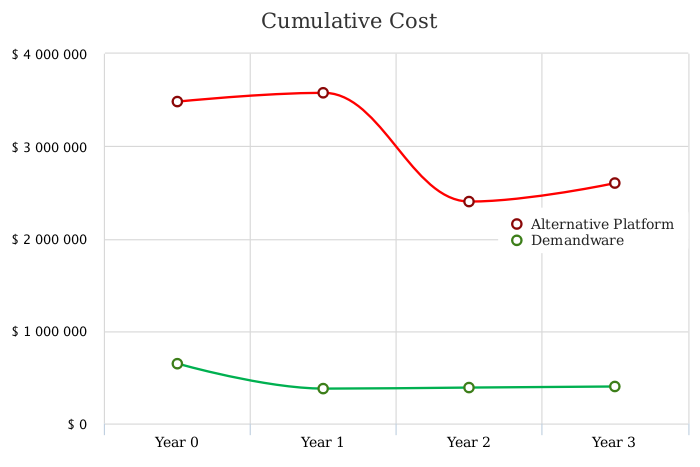 Cumulative Cost
$ 4 000 000
$ 3 000 000
$ 2 000 000
$ 1 000 000
$ 0
Alternative Platform
Demandware
Year 0
Year 1
Year 2
Year 3